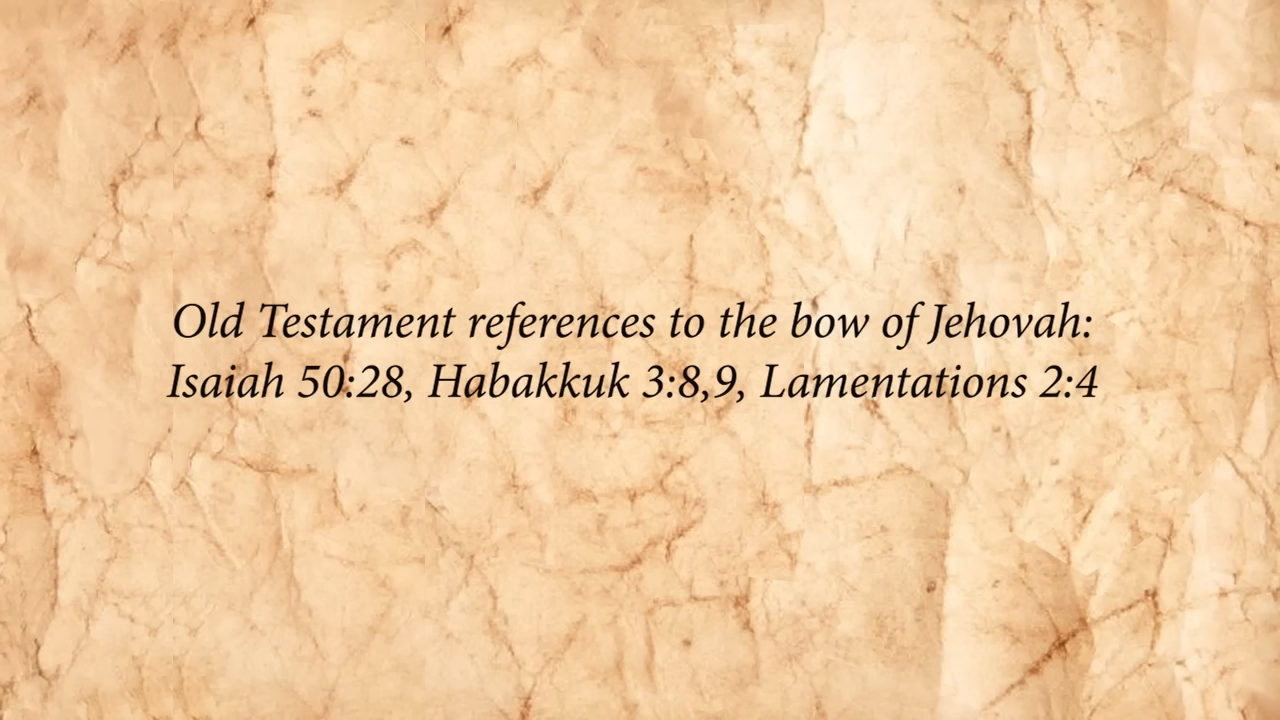 Old Testament references to the bow of Jehovah:
Isaiah 50:28, Habakkuk 3:8,9, Lamentations 2:4